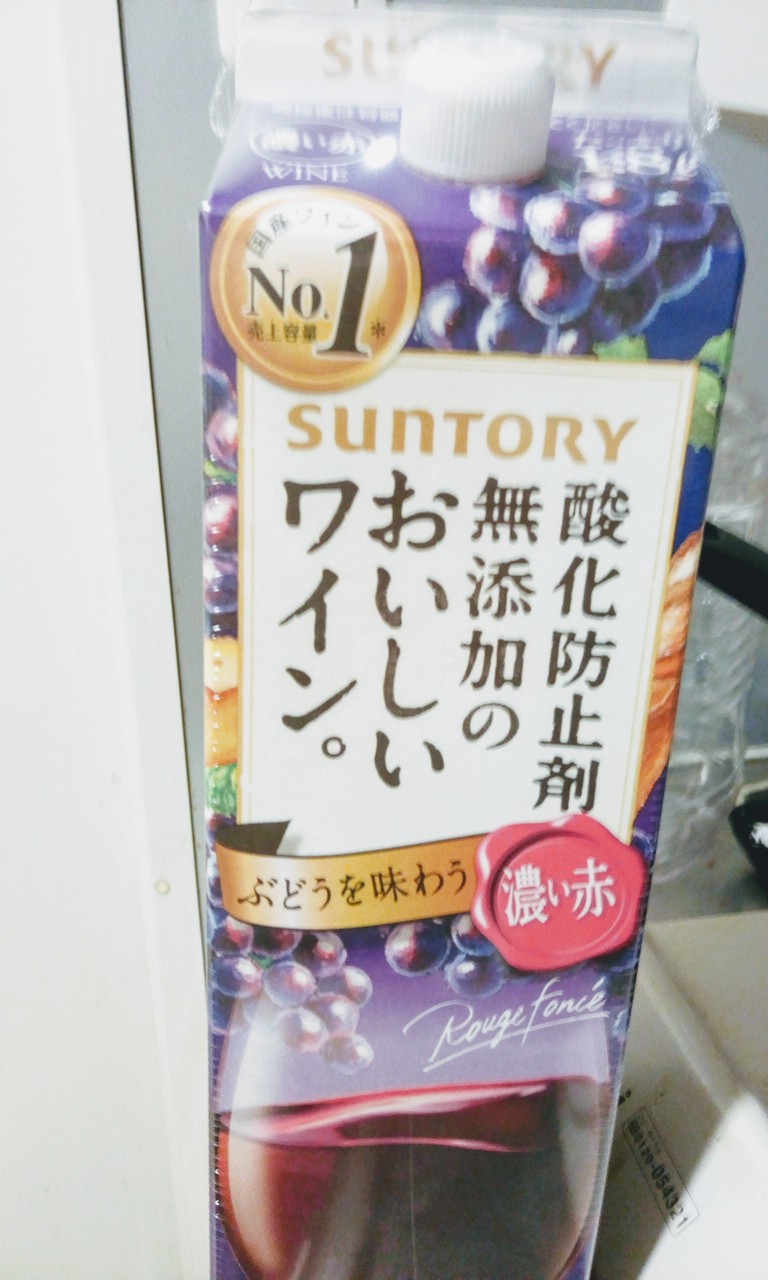 SUNTORY
濃い赤
WINE
国産ワイン
No.1
売上容量*
SUNTORY
酸化防止剤
無添加の
おいしい
ワイン。
ぶどうを味わう
濃い赤
Rouge foncé